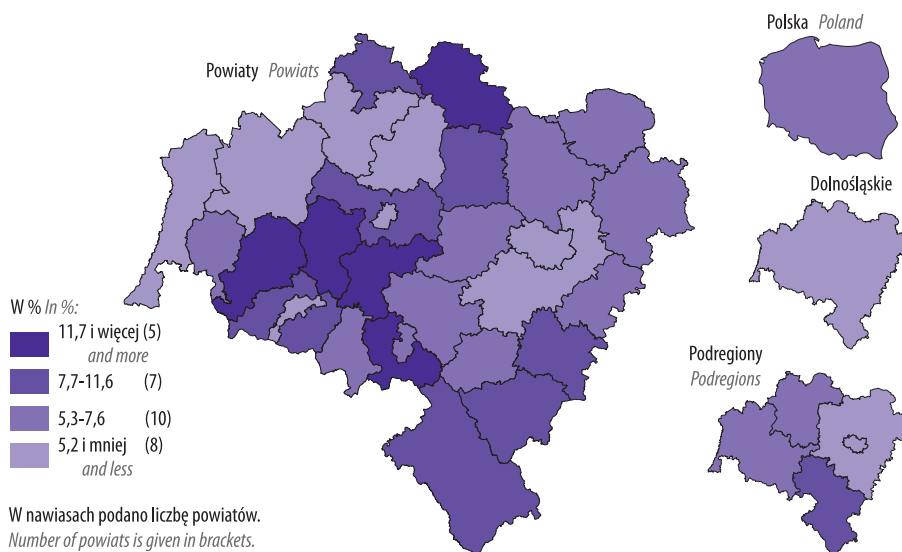 Polska Poland
Powiaty Powiats
Dolnośląskie
W % In %:
11,7 i więcej (5)
and more
7,7-11,6 (7)
5,3-7,6 (10)
5,2 i mniej (8)
and less
Podregiony
Podregions
W nawiasach podano liczbę powiatów.
Number of powiats is given in brackets.